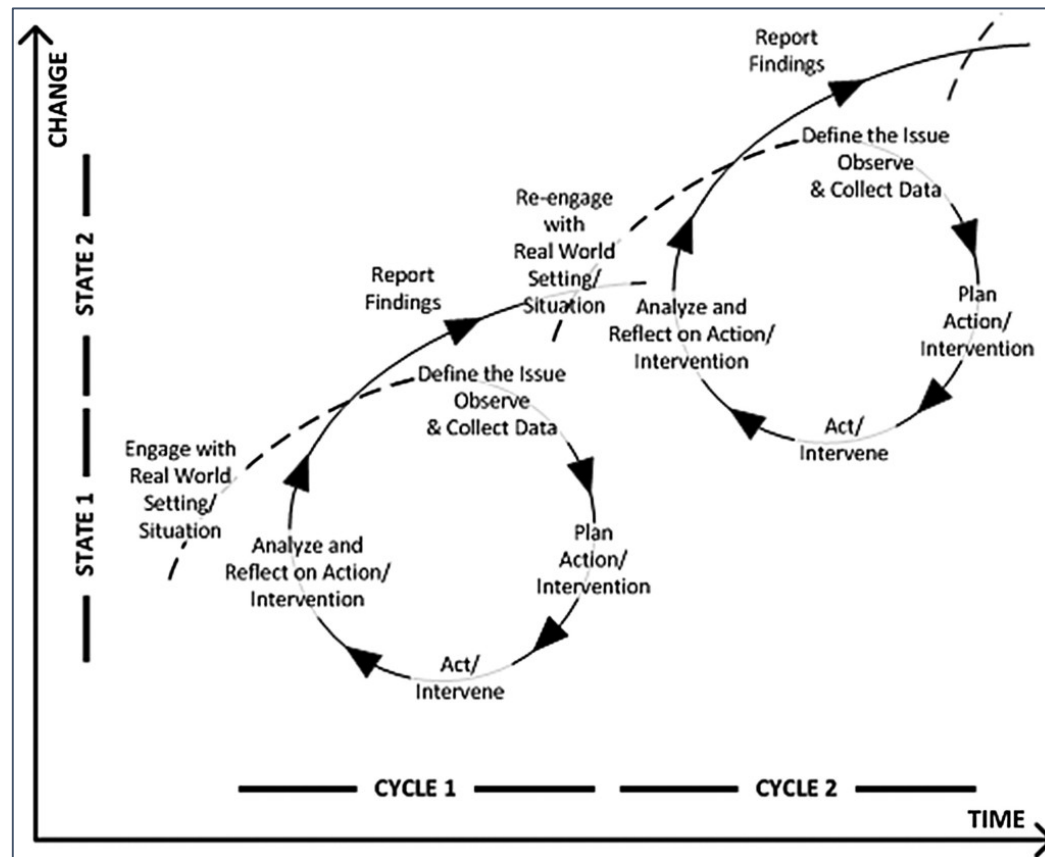 CHANGE
STATE 2
STATE 1
Report
Findings
Define the Issue
Observe
& Collect Data
Plan
Action/
Intervention
Act/
Intervene
Analyze and
Reflect on Action/
Intervention
Re-engage
with
Real World
Setting/
Situation
Report
Findings
Define the Issue
Observe
& Collect Data
Plan
Action/
Intervention
Act/
Intervene
Analyze and
Reflect on Action/
Intervention
Engage with
Real World
Setting/
Situation
CYCLE 1
CYCLE 2
TIME